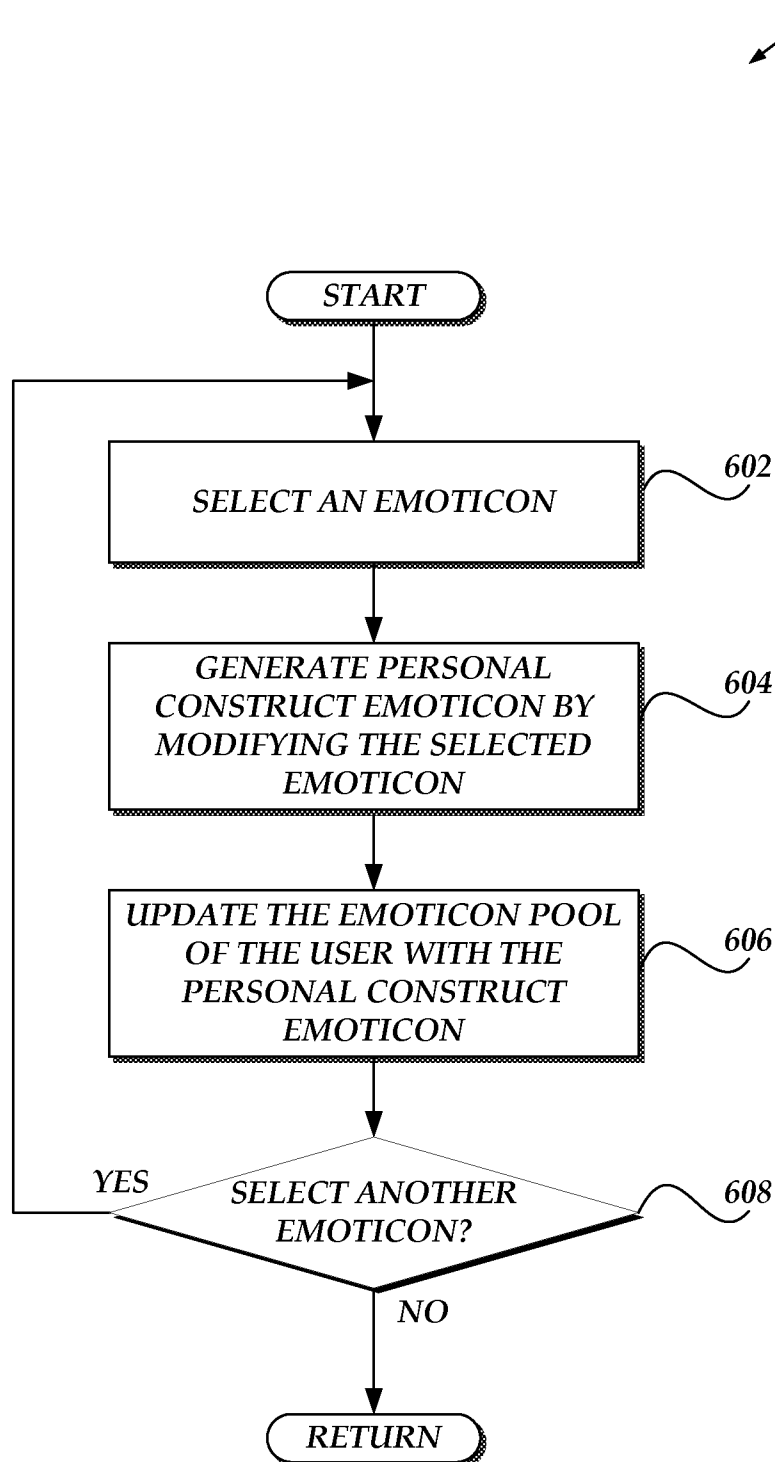 START
SELECT AN EMOTICON
602
GENERATE PERSONAL
CONSTRUCT EMOTICON BY
MODIFYING THE SELECTED
EMOTICON
604
UPDATE THE EMOTICON POOL
OF THE USER WITH THE
PERSONAL CONSTRUCT
EMOTICON
606
YES
SELECT ANOTHER
EMOTICON?
608
NO
RETURN